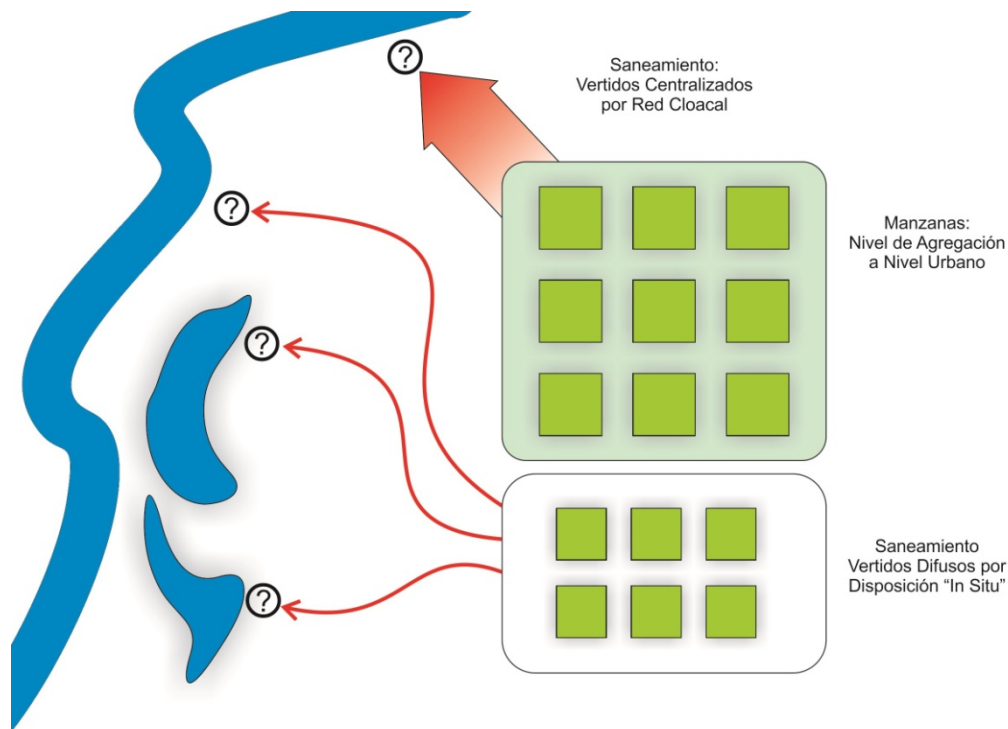 ?
Saneamiento:
Vertidos Centralizados
por Red Cloacal
?
Manzanas:
Nivel de Agregación
a Nivel Urbano
?
Saneamiento
Vertidos Difusos por
Disposición “In Situ”
?